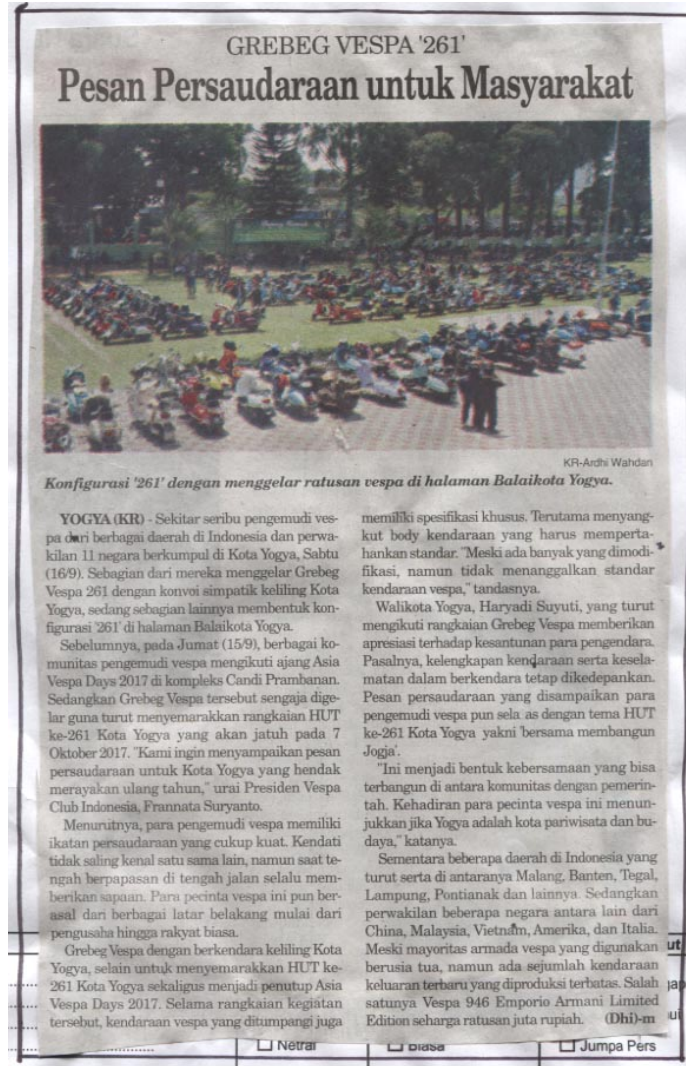 GREBEG VESPA '261'
Pesan Persaudaraan untuk Masyarakat
KR-Ardhi Wahdan
Konfigurasi '261' dengan menggelar ratusan vespa di halaman Balaikota Yogya.
YOGYA (KR) - Sekitar seribu pengemudi ves-
pa dari berbagai daerah di Indonesia dan perwa-
kilan 11 negara berkumpul di Kota Yogya, Sabtu
(16/9). Sebagian dari mereka menggelar Grebeg
Vespa 261 dengan konvoi simpatik keliling Kota
Yogya, sedang sebagian lainnya membentuk kon-
figurasi '261' di halaman Balaikota Yogya.
Sebelumnya, pada Jumat (15/9), berbagai ko-
munitas pengemudi vespa mengikuti ajang Asia
Vespa Days 2017 di kompleks Candi Prambanan.
Sedangkan Grebeg Vespa tersebut sengaja dige-
lar guna turut menyemarakkan rangkaian HUT
ke-261 Kota Yogya yang akan jatuh pada 7
Oktober 2017. "Kami ingin menyampaikan pesan
persaudaraan untuk Kota Yogya yang hendak
merayakan ulang tahun," urai Presiden Vespa
Club Indonesia, Frannata Suryanto.
Menurutnya, para pengemudi vespa memiliki
ikatan persaudaraan yang cukup kuat. Kendati
tidak saling kenal satu sama lain, namun saat te-
ngah berpapasan di tengah jalan selalu mem-
berikan sapaan. Para pecinta vespa ini pun ber-
asal dari berbagai latar belakang mulai dari
pengusaha hingga rakyat biasa.
Grebeg Vespa dengan berkendara keliling Kota
Yogya, selain untuk menyemarakkan HUT ke-
261 Kota Yogya sekaligus menjadi penutup Asia
Vespa Days 2017. Selama rangkaian kegiatan
tersebut, kendaraan vespa yang ditumpangi juga
memiliki spesifikasi khusus. Terutama menyang-
kut body kendaraan yang harus memperta-
hankan standar. "Meski ada banyak yang dimodi-
fikasi, namun tidak menanggalkan standar
kendaraan vespa," tandasnya.
Walikota Yogya, Haryadi Suyuti, yang turut
mengikuti rangkaian Grebeg Vespa memberikan
apresiasi terhadap kesantunan para pengendara.
Pasalnya, kelengkapan kendaraan serta kesela-
matan dalam berkendara tetap dikedepankan.
Pesan persaudaraan yang disampaikan para
pengemudi vespa pun sela as dengan tema HUT
ke-261 Kota Yogya yakni 'bersama membangun
Jogja'.
"Ini menjadi bentuk kebersamaan yang bisa
terbangun di antara komunitas dengan pemerin-
tah. Kehadiran para pecinta vespa ini menun-
jukkan jika Yogya adalah kota pariwisata dan bu-
daya," katanya.
Sementara beberapa daerah di Indonesia yang
turut serta di antaranya Malang, Banten, Tegal,
Lampung, Pontianak dan lainnya. Sedangkan
perwakilan beberapa negara antara lain dari
China, Malaysia, Vietnam, Amerika, dan Italia.
Meski mayoritas armada vespa yang digunakan
berusia tua, namun ada sejumlah kendaraan
keluaran terbaru yang diproduksi terbatas. Salah
satunya Vespa 946 Emporio Armani Limited
Edition seharga ratusan juta rupiah. (Dhi)-m
Netral
Biasa
Jumpa Pers